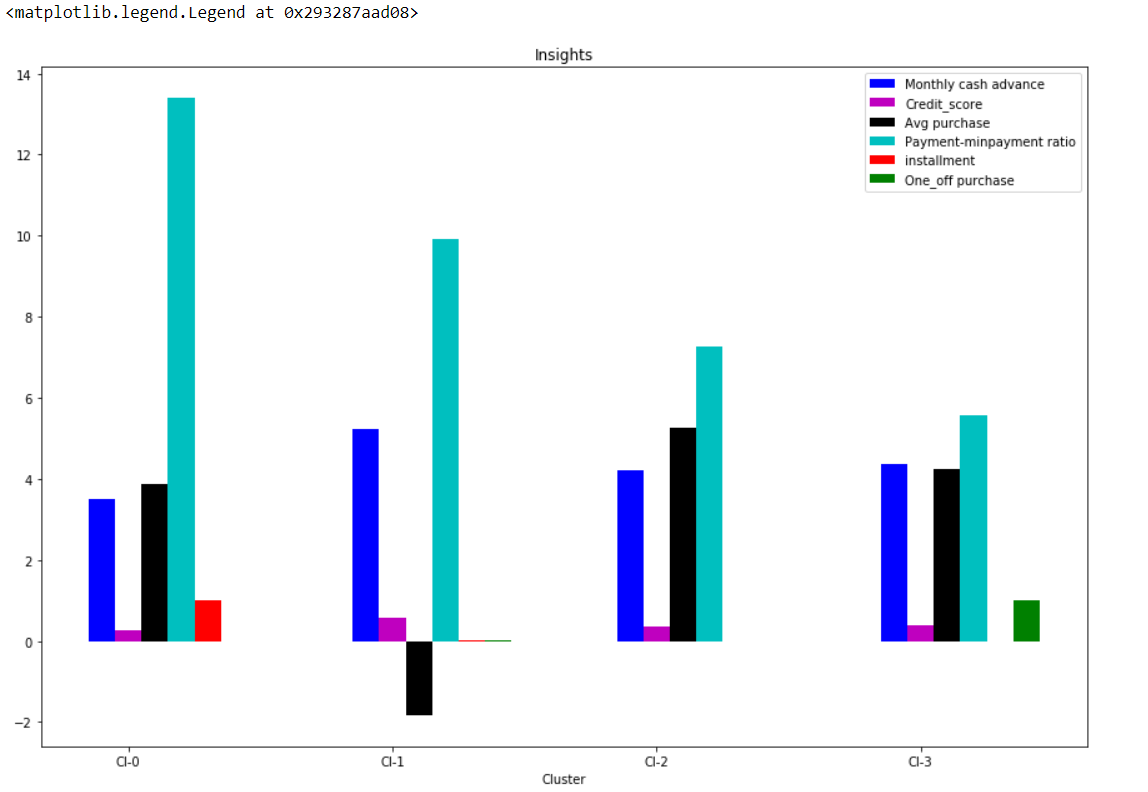 <matplotlib.legend.Legend at 0x293287aad08>
Insights
Monthly cash advance
Credit_score
Avg purchase
Payment-minpayment ratio
installment
One_off purchase
14
12
10
8
6
4
2
0
−2
Cl-0 Cl-1 Cl-2 Cl-3
Cluster